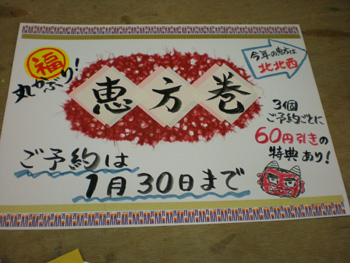 福
丸かぶり!
恵方巻
今年の恵方は
北北西
3個
ご予約ごとに
60円引きの
特典あり!
ご予約は
1月30日まで